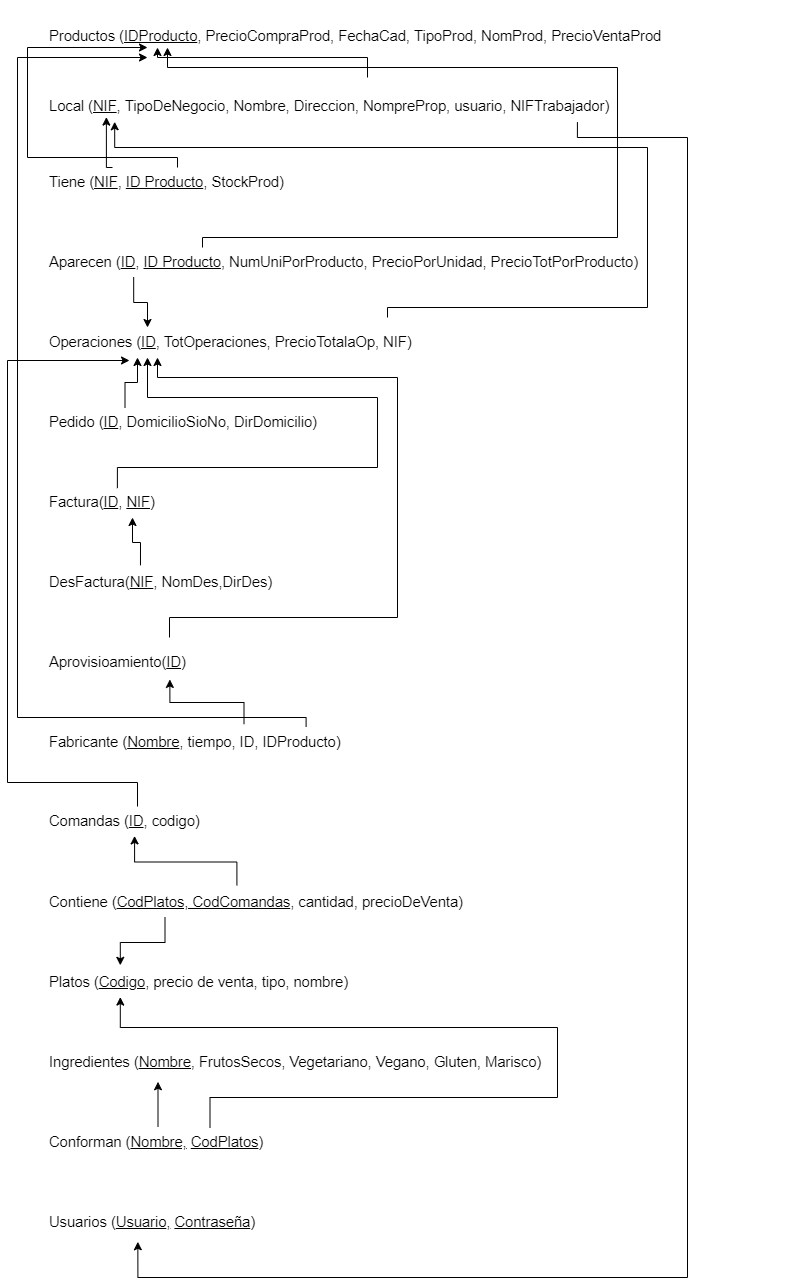 Productos (IDProducto, PrecioCompraProd, FechaCad, TipoProd, NomProd, PrecioVentaProd
Local (NIF, TipoDeNegocio, Nombre, Direccion, NompreProp, usuario, NIFTrabajador)
Tiene (NIF, ID Producto, StockProd)
Aparecen (ID, ID Producto, NumUniPorProducto, PrecioPorUnidad, PrecioTotPorProducto)
Operaciones (ID, TotOperaciones, PrecioTotalaOp, NIF)
Pedido (ID, DomicilioSioNo, DirDomicilio)
Factura(ID, NIF)
DesFactura(NIF, NomDes,DirDes)
Aprovisioamiento(ID)
Fabricante (Nombre, tiempo, ID, IDProducto)
Comandas (ID, codigo)
Contiene (CodPlatos, CodComandas, cantidad, precioDeVenta)
Platos (Codigo, precio de venta, tipo, nombre)
Ingredientes (Nombre, FrutosSecos, Vegetariano, Vegano, Gluten, Marisco)
Conforman (Nombre, CodPlatos)
Usuarios (Usuario, Contraseña)